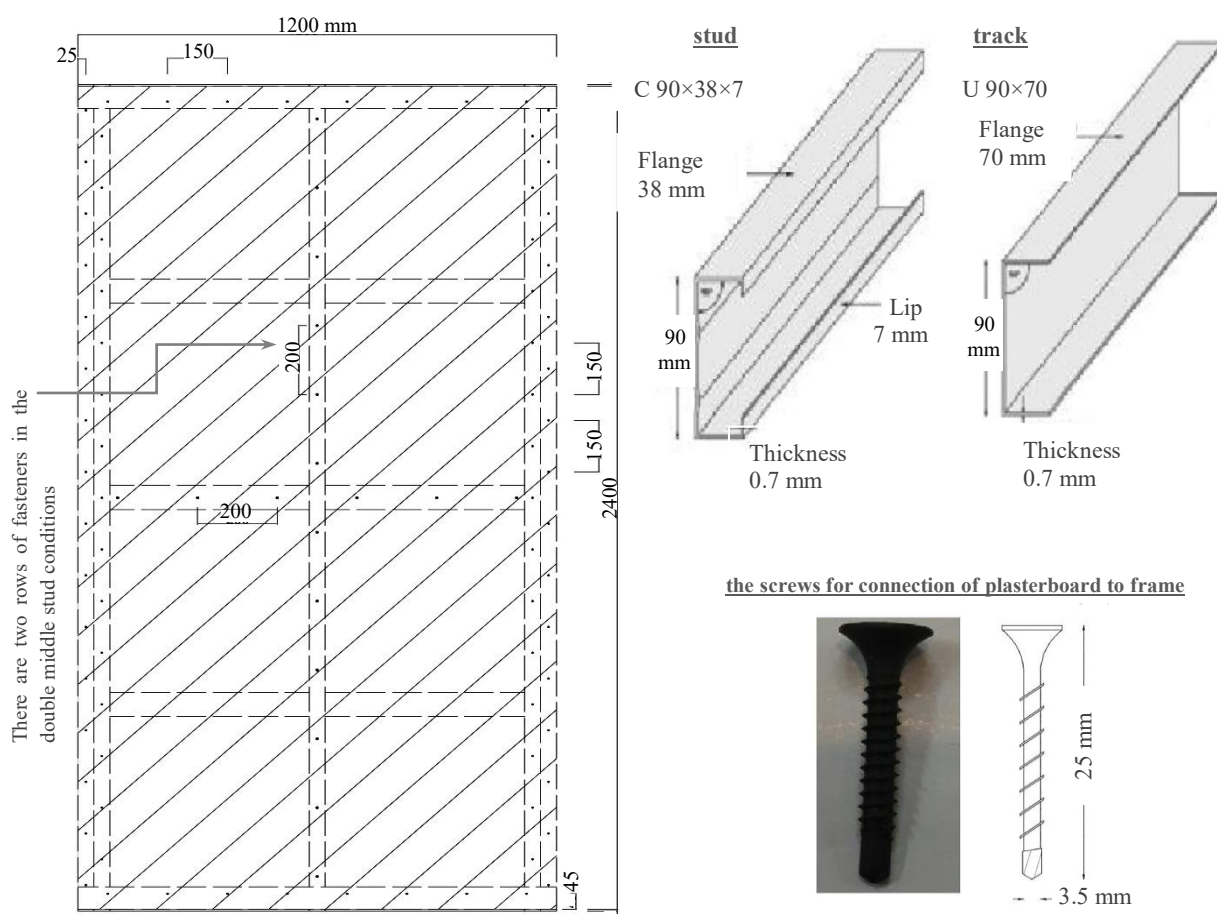 1200 mm
25
150
200
150
150
200
2400
45
There are two rows of fasteners in the
double middle stud conditions
stud
C 90×38×7
Flange
38 mm
90
mm
Lip
7 mm
Thickness
0.7 mm
track
U 90×70
Flange
70 mm
90
mm
Thickness
0.7 mm
the screws for connection of plasterboard to frame
25 mm
3.5 mm